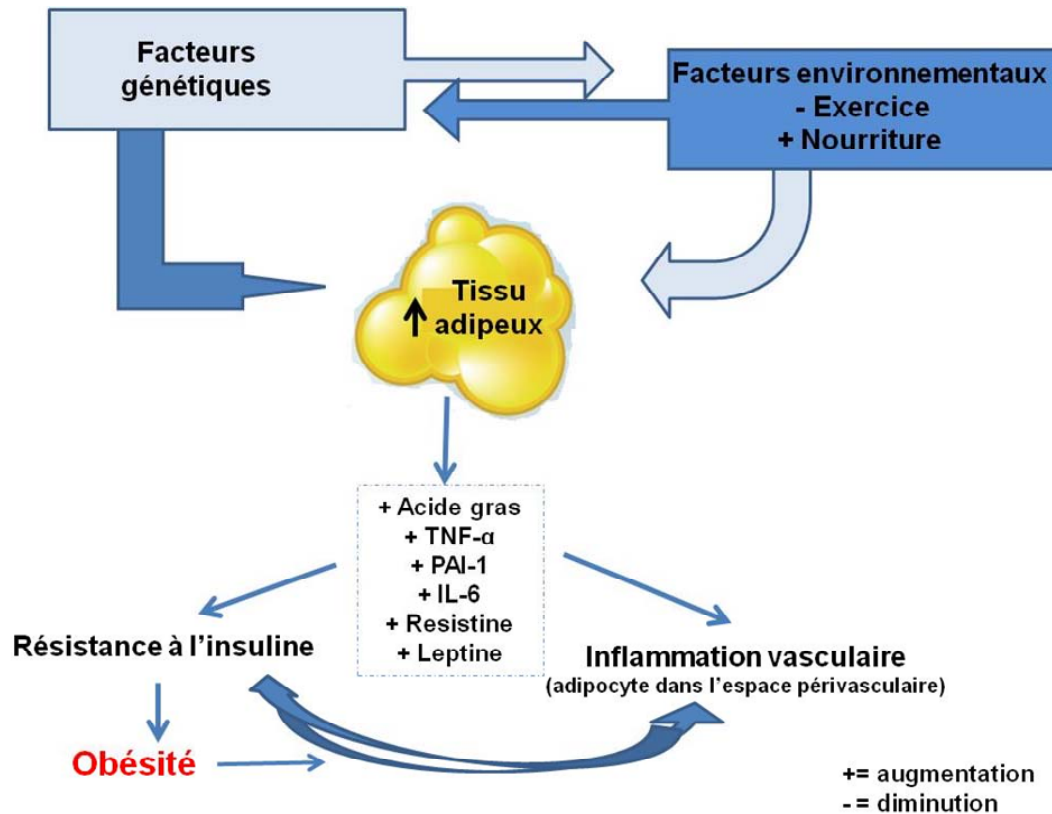 Facteurs
génétiques
Facteurs environnementaux
- Exercice
+ Nourriture
Tissu
adipeux
+ Acide gras
+ TNF-α
+ PAI-1
+ IL-6
+ Resistine
+ Leptine
Résistance à l'insuline
Inflammation vasculaire
(adipocyte dans l'espace périvasculaire)
Obésité
+= augmentation
- = diminution